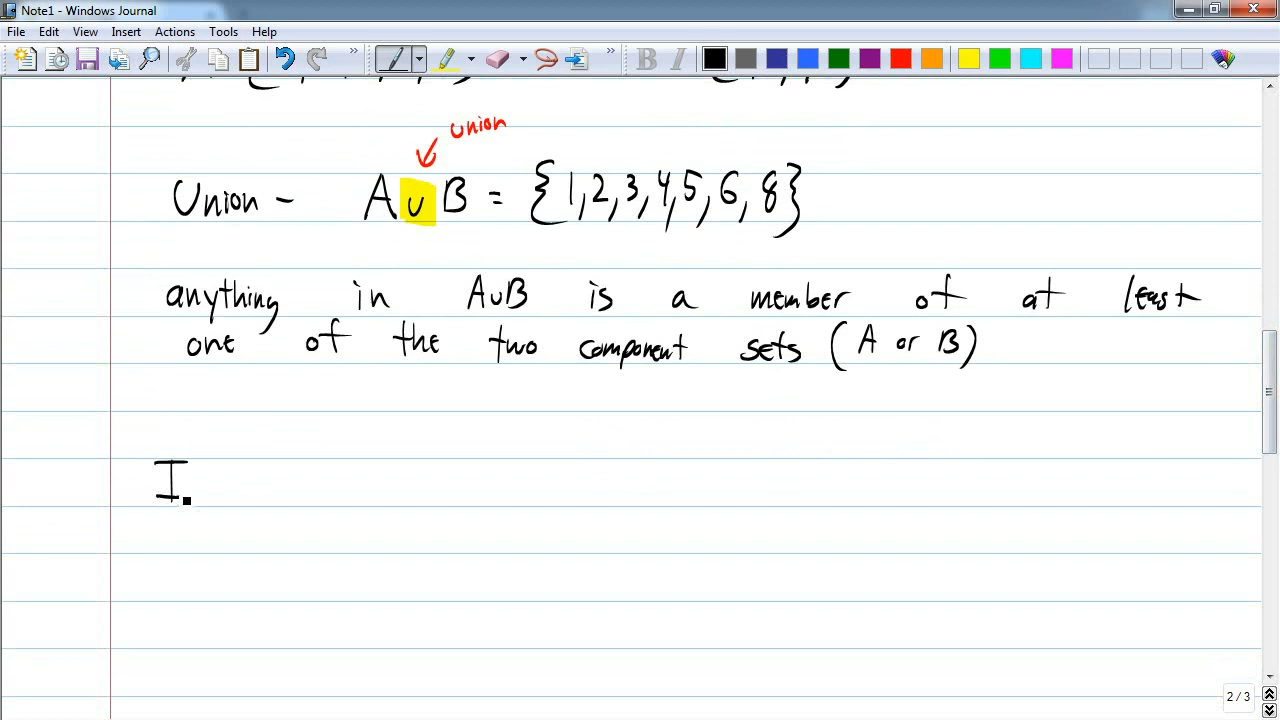 Note1 - Windows Journal
File Edit View Insert Actions Tools Help
union
Union - A ∪ B = {1,2,3,4,5,6,8}
anything in A∪B is a member of at least
one of the two component sets (A or B)
I
2 / 3